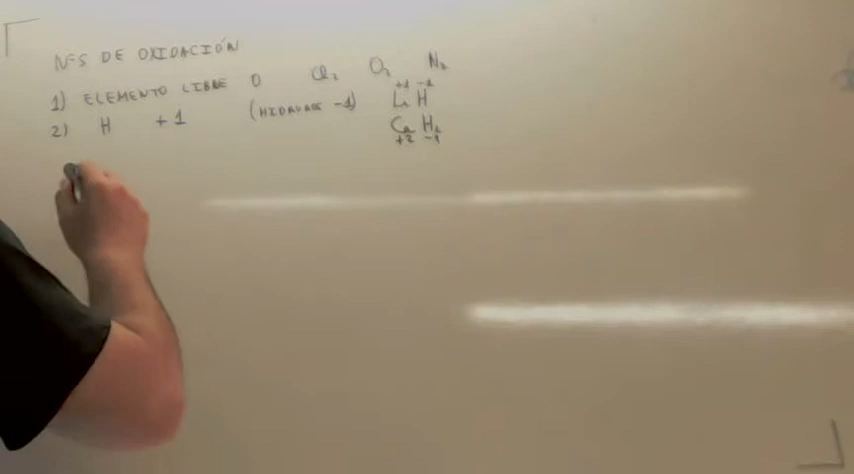 NºS DE OXIDACIÓN
1) ELEMENTO LIBRE 0 Cl₂ O₂ N₂
2) H +1 (HIDRUROS -1) +1 -1 Li H
Ca H₂
+2 -1